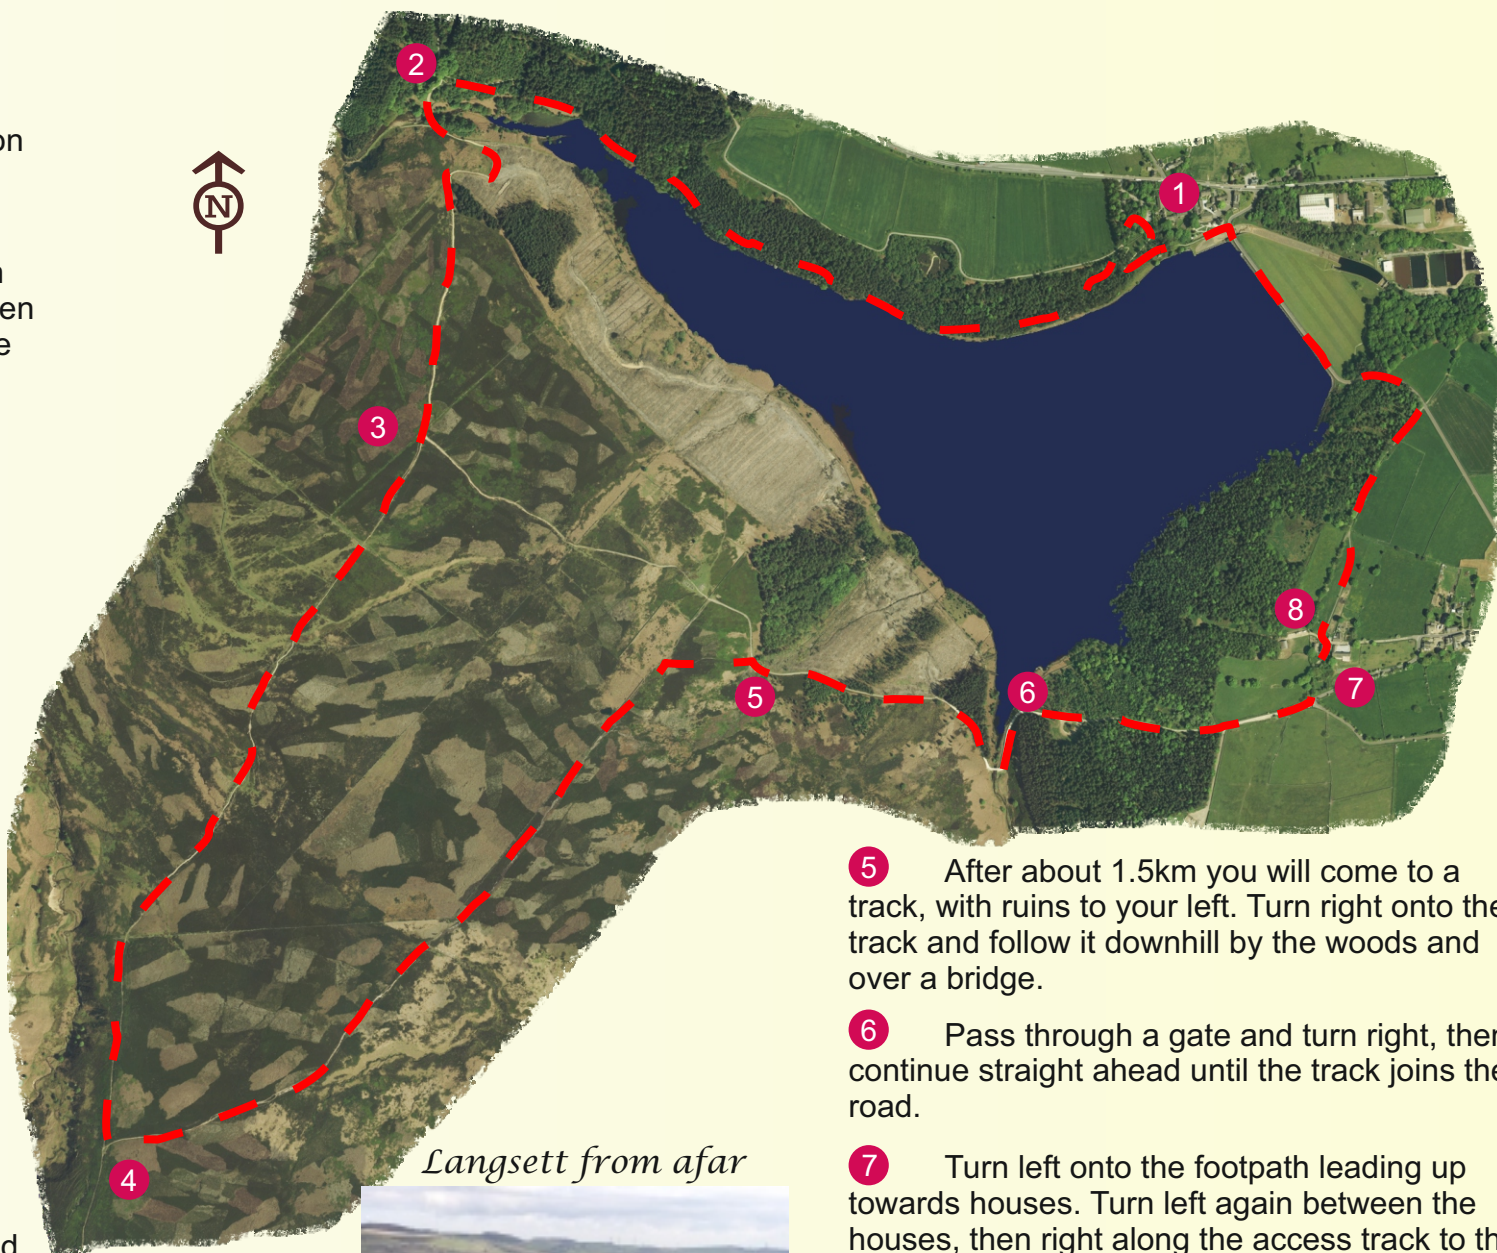 on
n
en
e
d
N
1
2
3
4
5
6
7
8
Langsett from afar
5 After about 1.5km you will come to a
track, with ruins to your left. Turn right onto the
track and follow it downhill by the woods and
over a bridge.
6 Pass through a gate and turn right, then
continue straight ahead until the track joins the
road.
7 Turn left onto the footpath leading up
towards houses. Turn left again between the
houses, then right along the access track to th